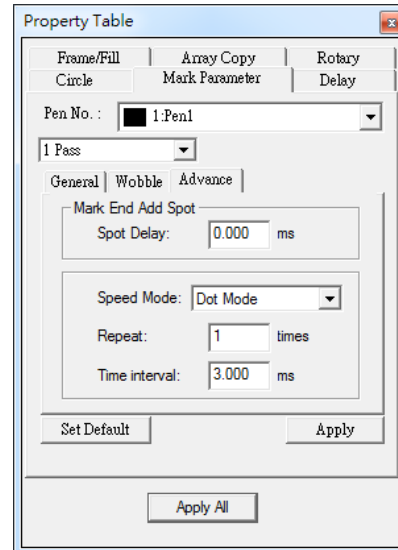 Property Table
x
Frame/Fill Array Copy Rotary
Circle Mark Parameter Delay
Pen No. : 1:Pen1
1 Pass
General Wobble Advance
Mark End Add Spot
Spot Delay: 0.000 ms
Speed Mode: Dot Mode
Repeat: 1 times
Time interval: 3.000 ms
Set Default Apply
Apply All